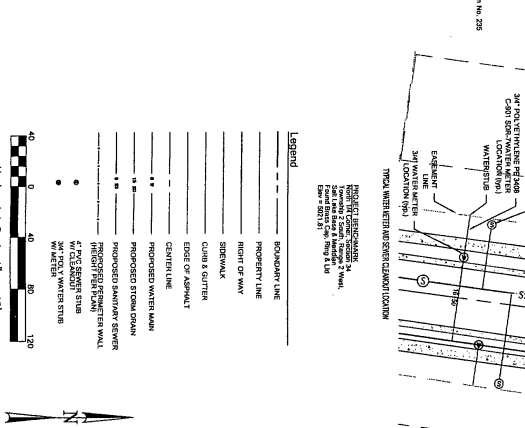 n No. 235
3/4" POLYETHYLENE PE 3408
C-901 SDR-7 WATER METER
LOCATION (typ.)
WATER STUB
EASEMENT
LINE
3/4" WATER METER
LOCATION (typ.)
S
S
S
S
16.50
TYPICAL WATER METER AND SEWER CLEANOUT LOCATION
PROJECT BENCHMARK
North 1/4 Corner, Section 34
Township 2 South, Range 2 West,
Salt Lake Base & Meridian
Found Brass Cap, Ring & Lid
Elev = 5021.81
Legend
BOUNDARY LINE
PROPERTY LINE
RIGHT OF WAY
SIDEWALK
CURB & GUTTER
EDGE OF ASPHALT
CENTER LINE
PROPOSED WATER MAIN
PROPOSED STORM DRAIN
PROPOSED SANITARY SEWER
PROPOSED PERIMETER WALL
(HEIGHT PER PLAN)
4" PVC SEWER STUB
W/ CLEANOUT
3/4" POLY WATER STUB
W/ METER
40 0 40 80 120
N